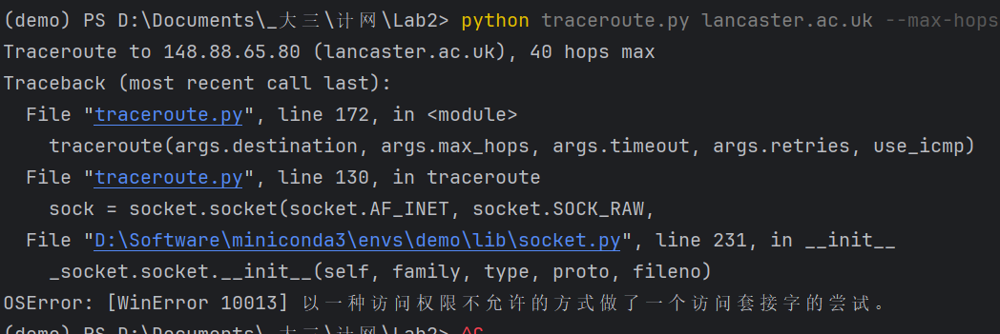 (demo) PS D:\Documents\_大三\计网\Lab2> python traceroute.py lancaster.ac.uk --max-hops
Traceroute to 148.88.65.80 (lancaster.ac.uk), 40 hops max
Traceback (most recent call last):
  File "traceroute.py", line 172, in <module>
    traceroute(args.destination, args.max_hops, args.timeout, args.retries, use_icmp)
  File "traceroute.py", line 130, in traceroute
    sock = socket.socket(socket.AF_INET, socket.SOCK_RAW,
  File "D:\Software\miniconda3\envs\demo\lib\socket.py", line 231, in __init__
    _socket.socket.__init__(self, family, type, proto, fileno)
OSError: [WinError 10013] 以一种访问权限不允许的方式做了一个访问套接字的尝试。
(demo) PS D:\Documents\_大三\计网\Lab2> ^C